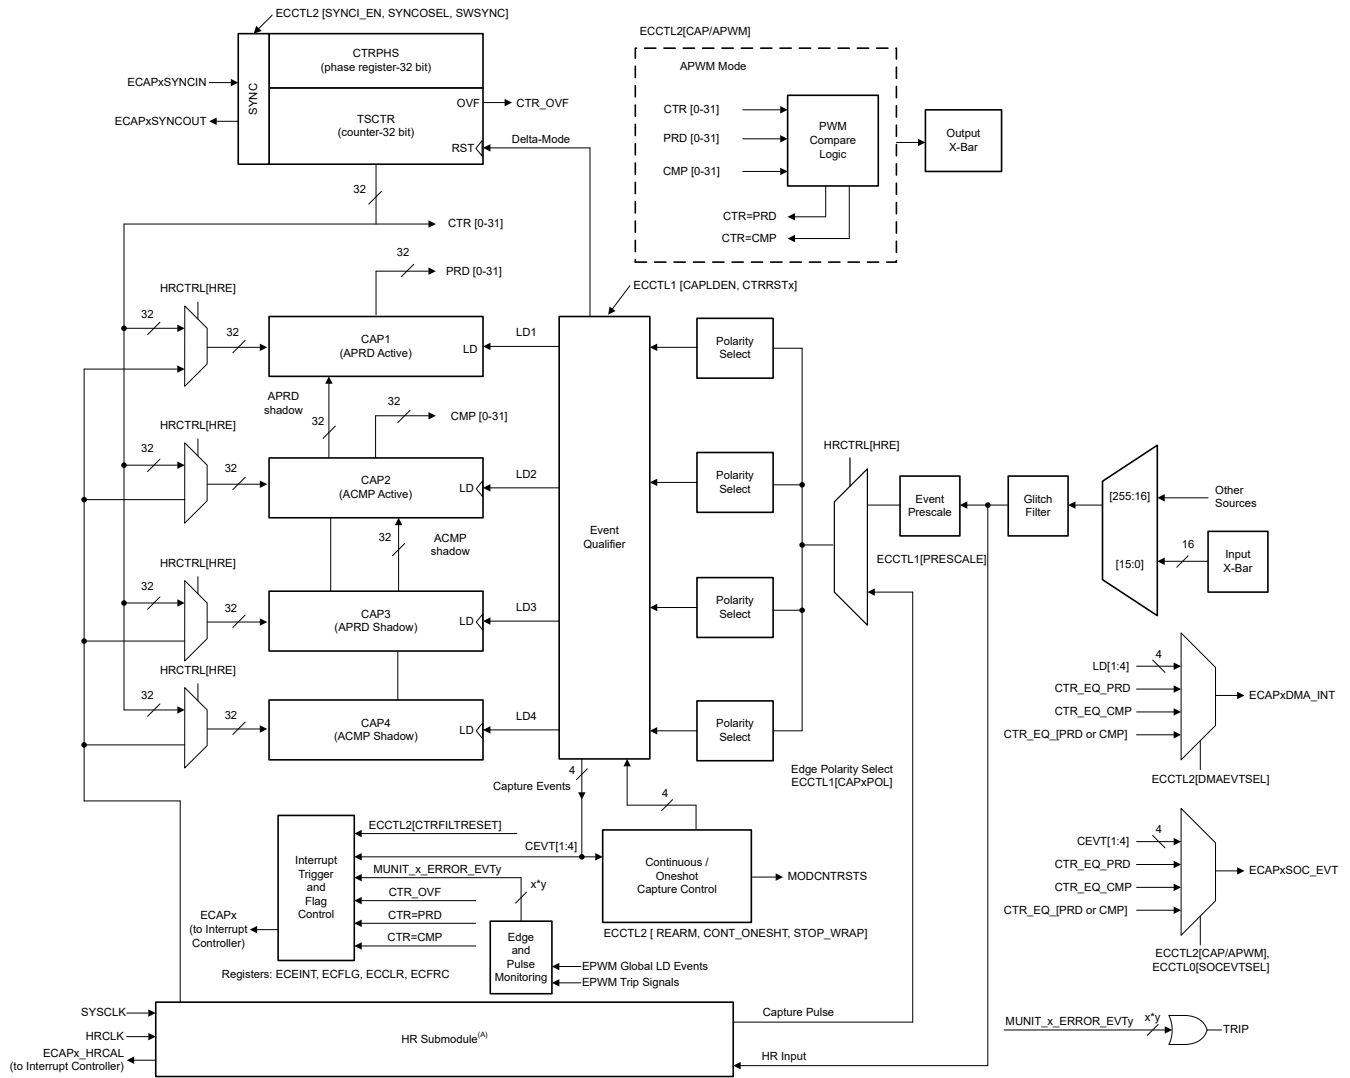 ECCTL2 [SYNCI_EN, SYNCOSEL, SWSYNC]
CTRPHS
(phase register-32 bit)
SYNC
ECAPxSYNCIN
ECAPxSYNCOUT
TSCTR
(counter-32 bit)
OVF
CTR_OVF
RST
Delta-Mode
32
CTR [0-31]
32
PRD [0-31]
ECCTL2[CAP/APWM]
APWM Mode
CTR [0-31]
PRD [0-31]
CMP [0-31]
PWM
Compare
Logic
CTR=PRD
CTR=CMP
Output
X-Bar
ECCTL1 [CAPLDEN, CTRRSTx]
HRCTRL[HRE]
32
32
CAP1
(APRD Active)
LD
LD1
Polarity
Select
APRD
shadow
32
32
CMP [0-31]
HRCTRL[HRE]
32
32
CAP2
(ACMP Active)
LD
LD2
Polarity
Select
32
ACMP
shadow
Event
Qualifier
HRCTRL[HRE]
32
32
CAP3
(APRD Shadow)
LD
LD3
Polarity
Select
HRCTRL[HRE]
32
32
CAP4
(ACMP Shadow)
LD
LD4
Polarity
Select
HRCTRL[HRE]
Event
Prescale
ECCTL1[PRESCALE]
Glitch
Filter
[255:16]
[15:0]
Other
Sources
16
Input
X-Bar
Edge Polarity Select
ECCTL1[CAPxPOL]
LD[1:4]
4
CTR_EQ_PRD
CTR_EQ_CMP
CTR_EQ_[PRD or CMP]
ECAPxDMA_INT
ECCTL2[DMAEVTSEL]
CEVT[1:4]
4
CTR_EQ_PRD
CTR_EQ_CMP
CTR_EQ_[PRD or CMP]
ECAPxSOC_EVT
ECCTL2[CAP/APWM],
ECCTL0[SOCEVTSEL]
4
Capture Events
4
Interrupt
Trigger
and
Flag
Control
ECCTL2[CTRFILTRESET]
CEVT[1:4]
MUNIT_x_ERROR_EVTy
x*y
CTR_OVF
CTR=PRD
CTR=CMP
ECAPx
(to Interrupt
Controller)
Registers: ECEINT, ECFLG, ECCLR, ECFRC
Continuous /
Oneshot
Capture Control
MODCNTRSTS
ECCTL2 [ REARM, CONT_ONESHT, STOP_WRAP]
Edge
and
Pulse
Monitoring
EPWM Global LD Events
EPWM Trip Signals
SYSCLK
HRCLK
ECAPx_HRCAL
(to Interrupt Controller)
HR Submodule(A)
Capture Pulse
HR Input
MUNIT_x_ERROR_EVTy
x*y
TRIP